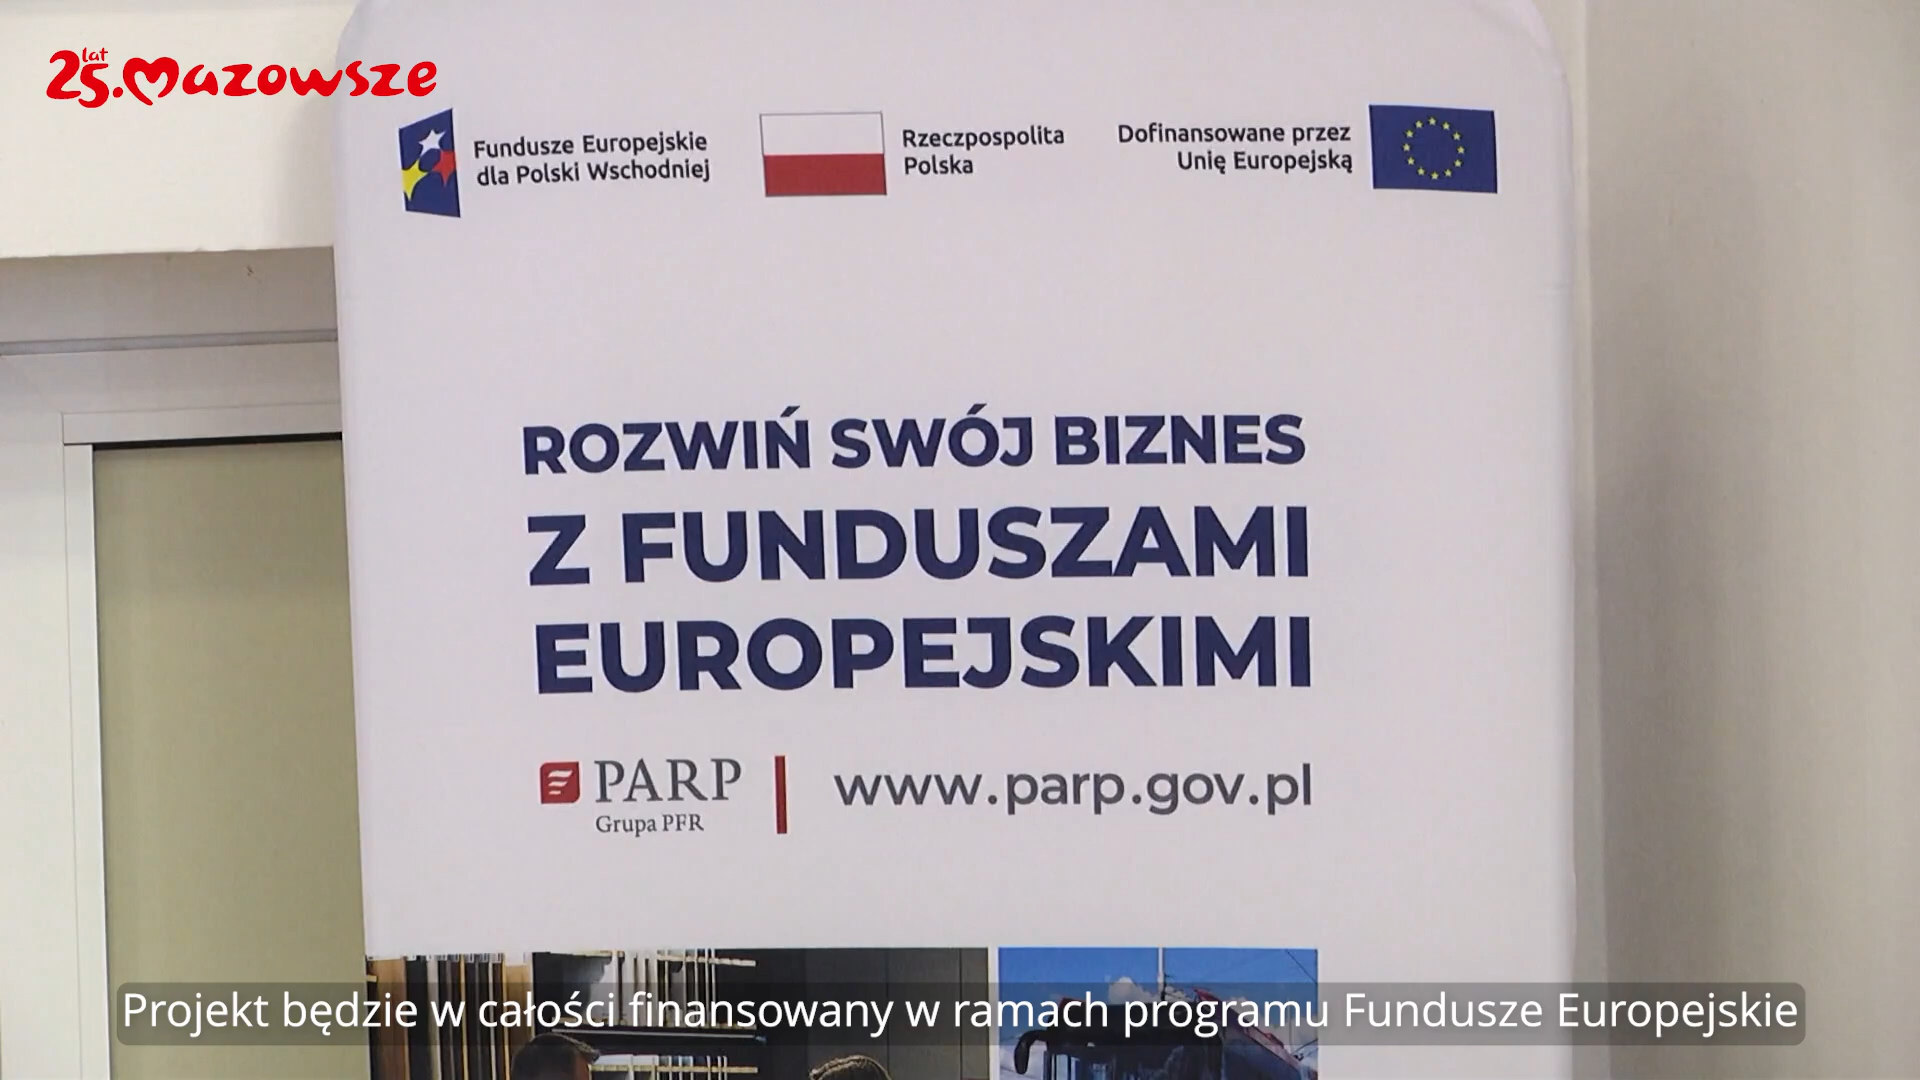 25 lat. Mazowsze
Fundusze Europejskie
dla Polski Wschodniej
Rzeczpospolita
Polska
Dofinansowane przez
Unię Europejską
ROZWIŃ SWÓJ BIZNES
Z FUNDUSZAMI
EUROPEJSKIMI
PARP
Grupa PFR
www.parp.gov.pl
Projekt będzie w całości finansowany w ramach programu Fundusze Europejskie